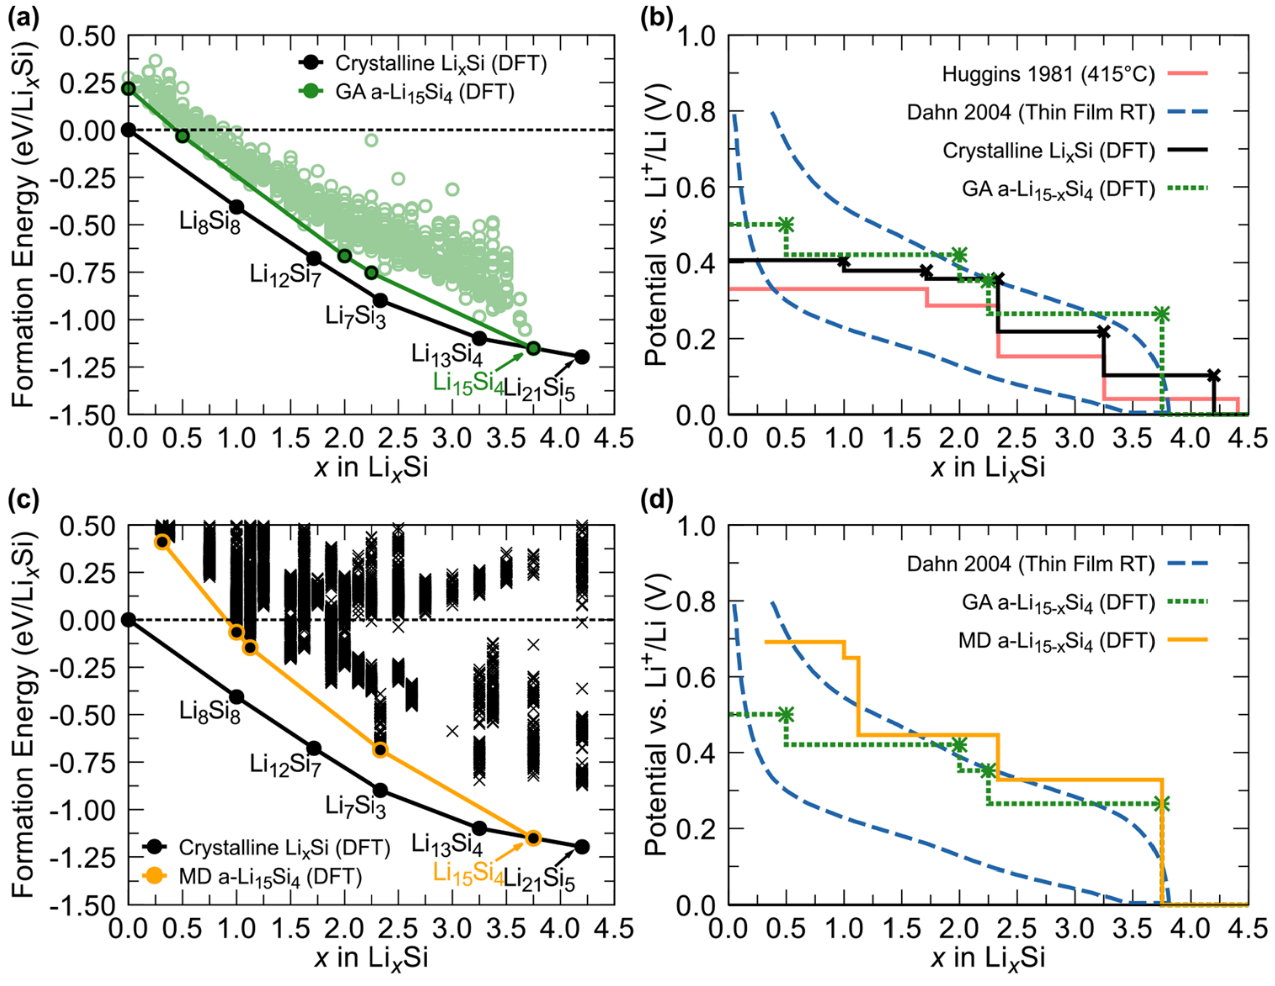 (a)
Formation Energy (eV/LiₓSi)
0.50
0.25
0.00
-0.25
-0.50
-0.75
-1.00
-1.25
-1.50
Crystalline LiₓSi (DFT)
GA a-Li₁₅Si₄ (DFT)
Li₈Si₈
Li₁₂Si₇
Li₇Si₃
Li₁₃Si₄
Li₁₅Si₄
Li₂₁Si₅
0.0 0.5 1.0 1.5 2.0 2.5 3.0 3.5 4.0 4.5
x in LiₓSi
(b)
Potential vs. Li⁺/Li (V)
1.0
0.8
0.6
0.4
0.2
0.0
Huggins 1981 (415°C)
Dahn 2004 (Thin Film RT)
Crystalline LiₓSi (DFT)
GA a-Li₁₅₋ₓSi₄ (DFT)
0.0 0.5 1.0 1.5 2.0 2.5 3.0 3.5 4.0 4.5
x in LiₓSi
(c)
Formation Energy (eV/LiₓSi)
0.50
0.25
0.00
-0.25
-0.50
-0.75
-1.00
-1.25
-1.50
Li₈Si₈
Li₁₂Si₇
Li₇Si₃
Li₁₃Si₄
Li₁₅Si₄
Li₂₁Si₅
Crystalline LiₓSi (DFT)
MD a-Li₁₅Si₄ (DFT)
0.0 0.5 1.0 1.5 2.0 2.5 3.0 3.5 4.0 4.5
x in LiₓSi
(d)
Potential vs. Li⁺/Li (V)
1.0
0.8
0.6
0.4
0.2
0.0
Dahn 2004 (Thin Film RT)
GA a-Li₁₅₋ₓSi₄ (DFT)
MD a-Li₁₅₋ₓSi₄ (DFT)
0.0 0.5 1.0 1.5 2.0 2.5 3.0 3.5 4.0 4.5
x in LiₓSi